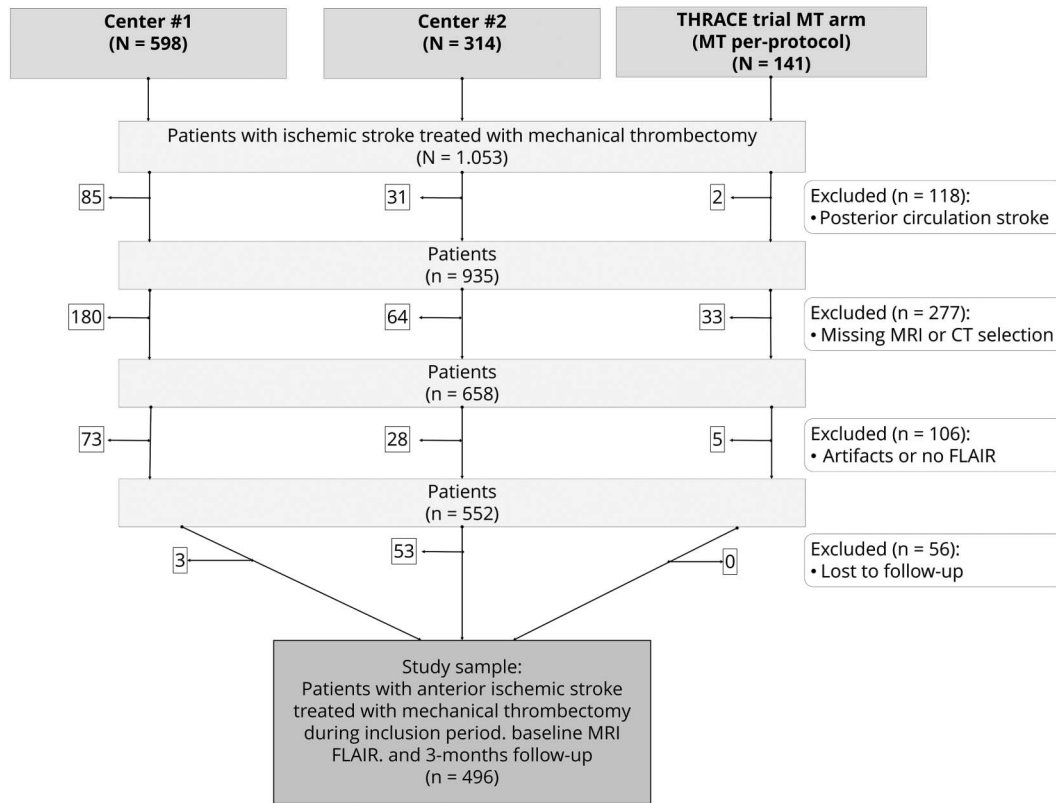 Center #1
(N = 598)
Center #2
(N = 314)
THRACE trial MT arm
(MT per-protocol)
(N = 141)
Patients with ischemic stroke treated with mechanical thrombectomy
(N = 1.053)
85
31
2
Excluded (n = 118):
• Posterior circulation stroke
Patients
(n = 935)
180
64
33
Excluded (n = 277):
• Missing MRI or CT selection
Patients
(n = 658)
73
28
5
Excluded (n = 106):
• Artifacts or no FLAIR
Patients
(n = 552)
3
53
0
Excluded (n = 56):
• Lost to follow-up
Study sample:
Patients with anterior ischemic stroke
treated with mechanical thrombectomy
during inclusion period. baseline MRI
FLAIR. and 3-months follow-up
(n = 496)